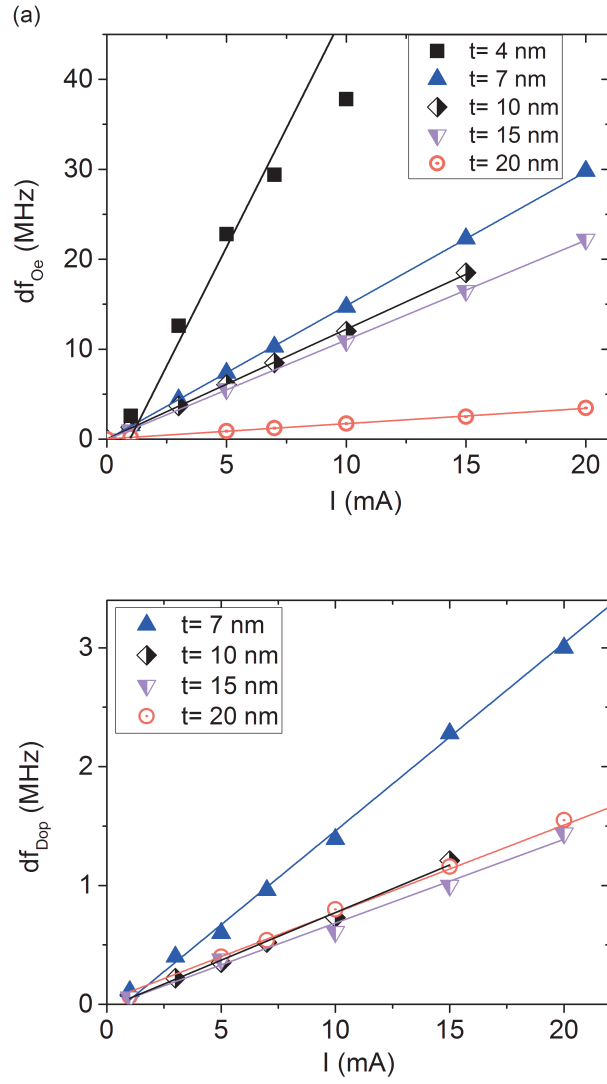 (a)
40
30
20
10
0
df_Oe (MHz)
t= 4 nm
t= 7 nm
t= 10 nm
t= 15 nm
t= 20 nm
0 5 10 15 20
I (mA)
3
2
1
0
df_Dop (MHz)
t= 7 nm
t= 10 nm
t= 15 nm
t= 20 nm
0 5 10 15 20
I (mA)